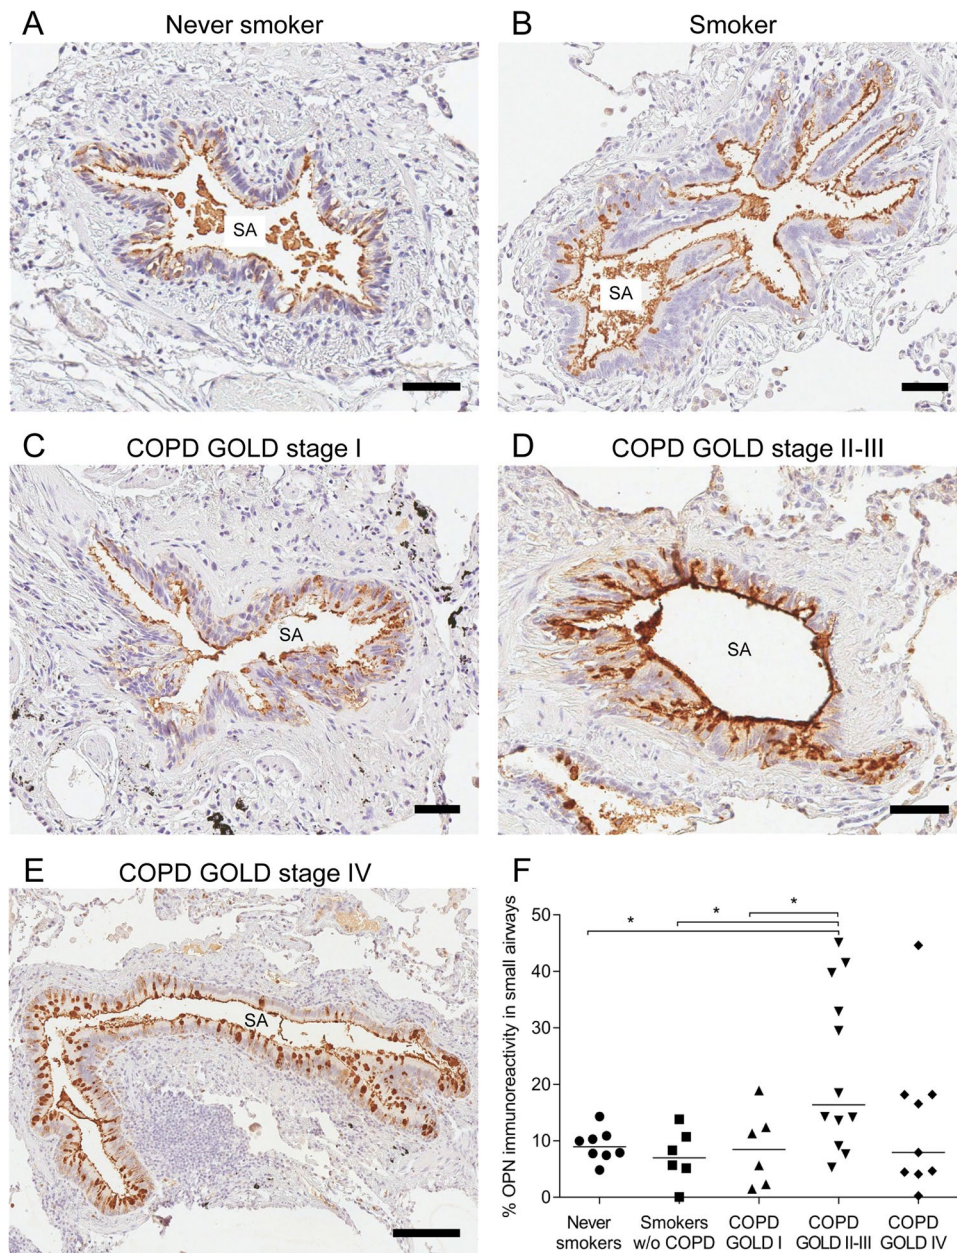 A Never smoker
B Smoker
SA
SA
C COPD GOLD stage I
D COPD GOLD stage II-III
SA
SA
E COPD GOLD stage IV
SA
F
% OPN immunoreactivity in small airways
50
40
30
20
10
0
* * *
Never smokers
Smokers w/o COPD
COPD GOLD I
COPD GOLD II-III
COPD GOLD IV